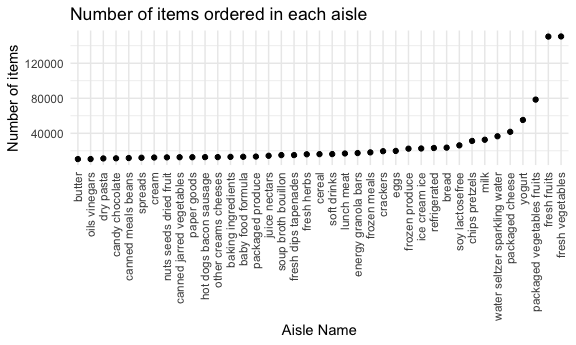 Number of items ordered in each aisle
Number of items
120000
80000
40000
butter
oils vinegars
dry pasta
candy chocolate
canned meals beans
spreads
cream
nuts seeds dried fruit
canned jarred vegetables
paper goods
hot dogs bacon sausage
other creams cheeses
baking ingredients
baby food formula
packaged produce
juice nectars
soup broth bouillon
fresh dips tapenades
fresh herbs
cereal
soft drinks
lunch meat
energy granola bars
frozen meals
crackers
eggs
frozen produce
ice cream ice
refrigerated
bread
soy lactosefree
chips pretzels
milk
water seltzer sparkling water
packaged cheese
yogurt
packaged vegetables fruits
fresh fruits
fresh vegetables
Aisle Name